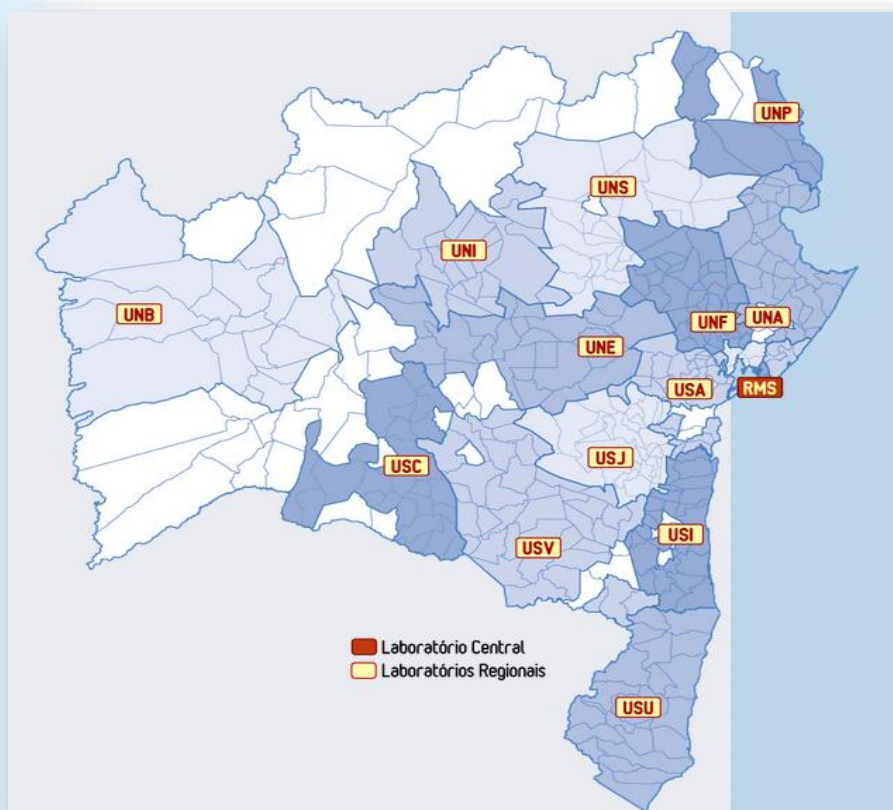 UNP
UNS
UNI
UNB
UNF
UNA
UNE
USA
RMS
USJ
USC
USI
USV
Laboratório Central
Laboratórios Regionais
USU